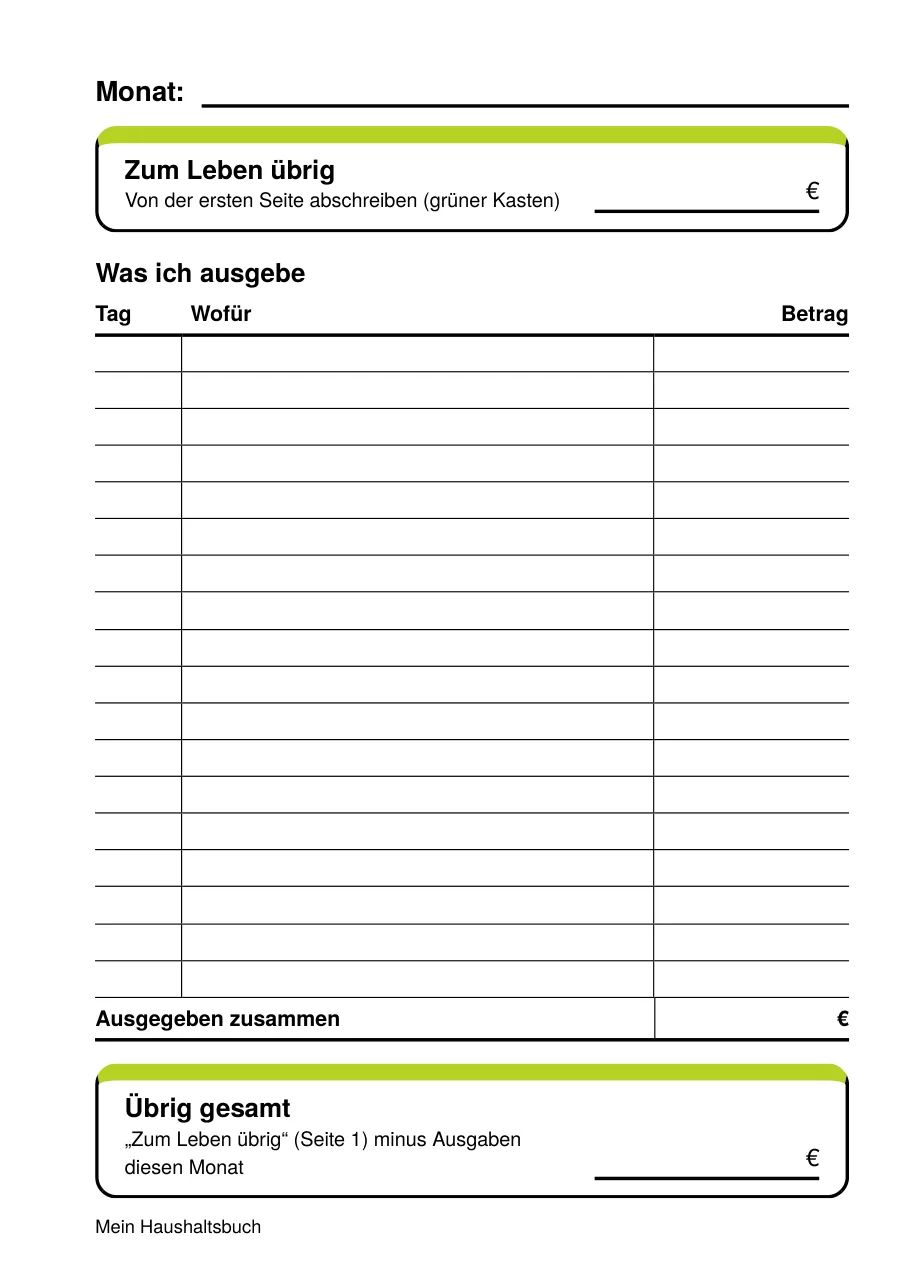 Monat:
Zum Leben übrig
Von der ersten Seite abschreiben (grüner Kasten)
€
Was ich ausgebe
Tag Wofür Betrag
Ausgegeben zusammen €
Übrig gesamt
„Zum Leben übrig“ (Seite 1) minus Ausgaben
diesen Monat
€
Mein Haushaltsbuch